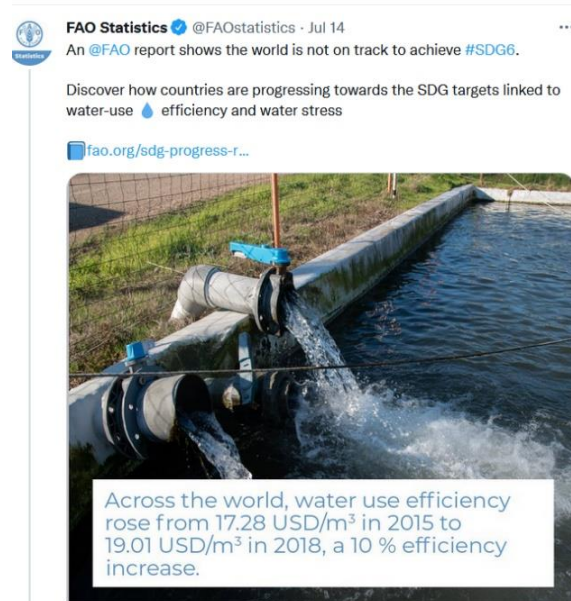 FAO Statistics @FAOstatistics · Jul 14
An @FAO report shows the world is not on track to achieve #SDG6.
Discover how countries are progressing towards the SDG targets linked to
water-use 💧 efficiency and water stress
📘fao.org/sdg-progress-r...
Statistics
Across the world, water use efficiency
rose from 17.28 USD/m³ in 2015 to
19.01 USD/m³ in 2018, a 10 % efficiency
increase.